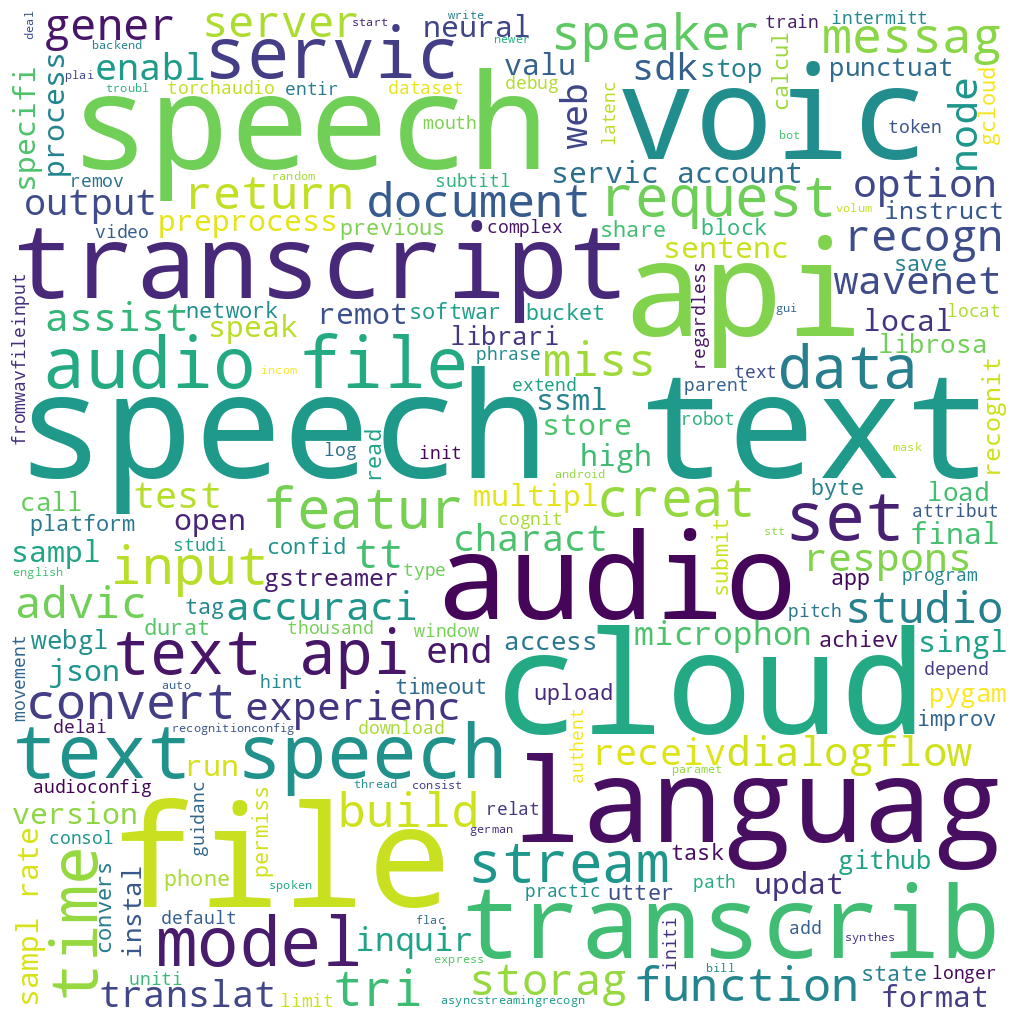 deal
gener
server
start
write
neural
newer
speaker
train
intermitt
messag
backend
plai
enabl
servic
valu
sdk
stop
punctuat
troubl
torchaudio
entir
dataset
debug
specifi
process
speech
mouth
web
latenc
voic
calcul
bot
token
node
gcloud
remov
random
subtitl
servic account
output
return
document
request
option
volum
instruct
preprocess
previous
video
complex
share
block
sentenc
recogn
save
transcript
api
wavenet
fromwavfileinput
assist
network
remot
softwar
bucket
regardless
gui
local
locat
speak
librari
librosa
audio file
incom
phrase
miss
text
data
extend
ssml
parent
speech text
robot
store
log
read
init
high
mask
recognit
android
call
test
featur
multipl
creat
byte
load
attribut
platform
open
cognit
charact
set
final
stt
sampl
studi
confid
tt
submit
respons
english
input
gstreamer
type
audio
app
program
advic
tag
accuraci
pitch
studio
durat
thousand
window
access
microphon
achiev
singl
webgl
text api
end
json
movement
auto
hint
timeout
upload
cloud
depend
pygam
convert
experienc
improv
delai
recognitionconfig
download
authent
receiv
dialogflow
text speech
run
thread
consist
paramet
audioconfig
languag
version
guidanc
permiss
build
relat
consol
file
german
stream
task
github
sampl rate
time
convers
instal
phone
spoken
practic
utter
path
updat
default
flac
transcrib
add
synthes
model
inquir
express
initi
uniti
storag
bill
function
state
longer
translat
limit
tri
asyncstreamingrecogn
format